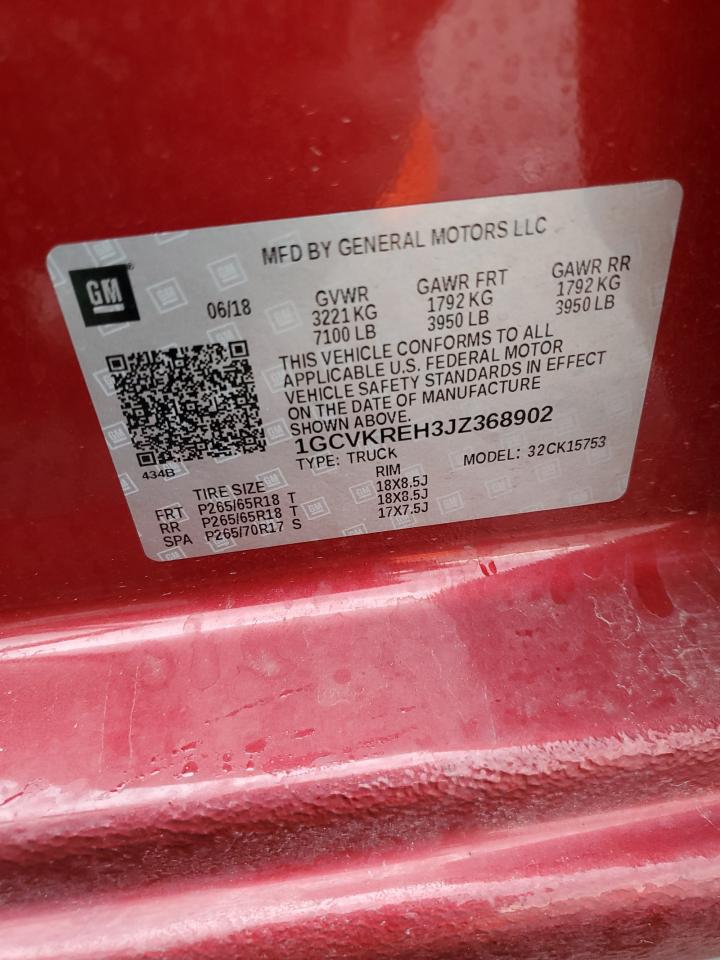 MFD BY GENERAL MOTORS LLC
GM
06/18
GVWR GAWR FRT GAWR RR
3221 KG 1792 KG 1792 KG
7100 LB 3950 LB 3950 LB
THIS VEHICLE CONFORMS TO ALL
APPLICABLE U.S. FEDERAL MOTOR
VEHICLE SAFETY STANDARDS IN EFFECT
ON THE DATE OF MANUFACTURE
SHOWN ABOVE.
1GCVKREH3JZ368902
434B
TYPE: TRUCK MODEL: 32CK15753
TIRE SIZE RIM
FRT P265/65R18 T 18X8.5J
RR P265/65R18 T 18X8.5J
SPA P265/70R17 S 17X7.5J